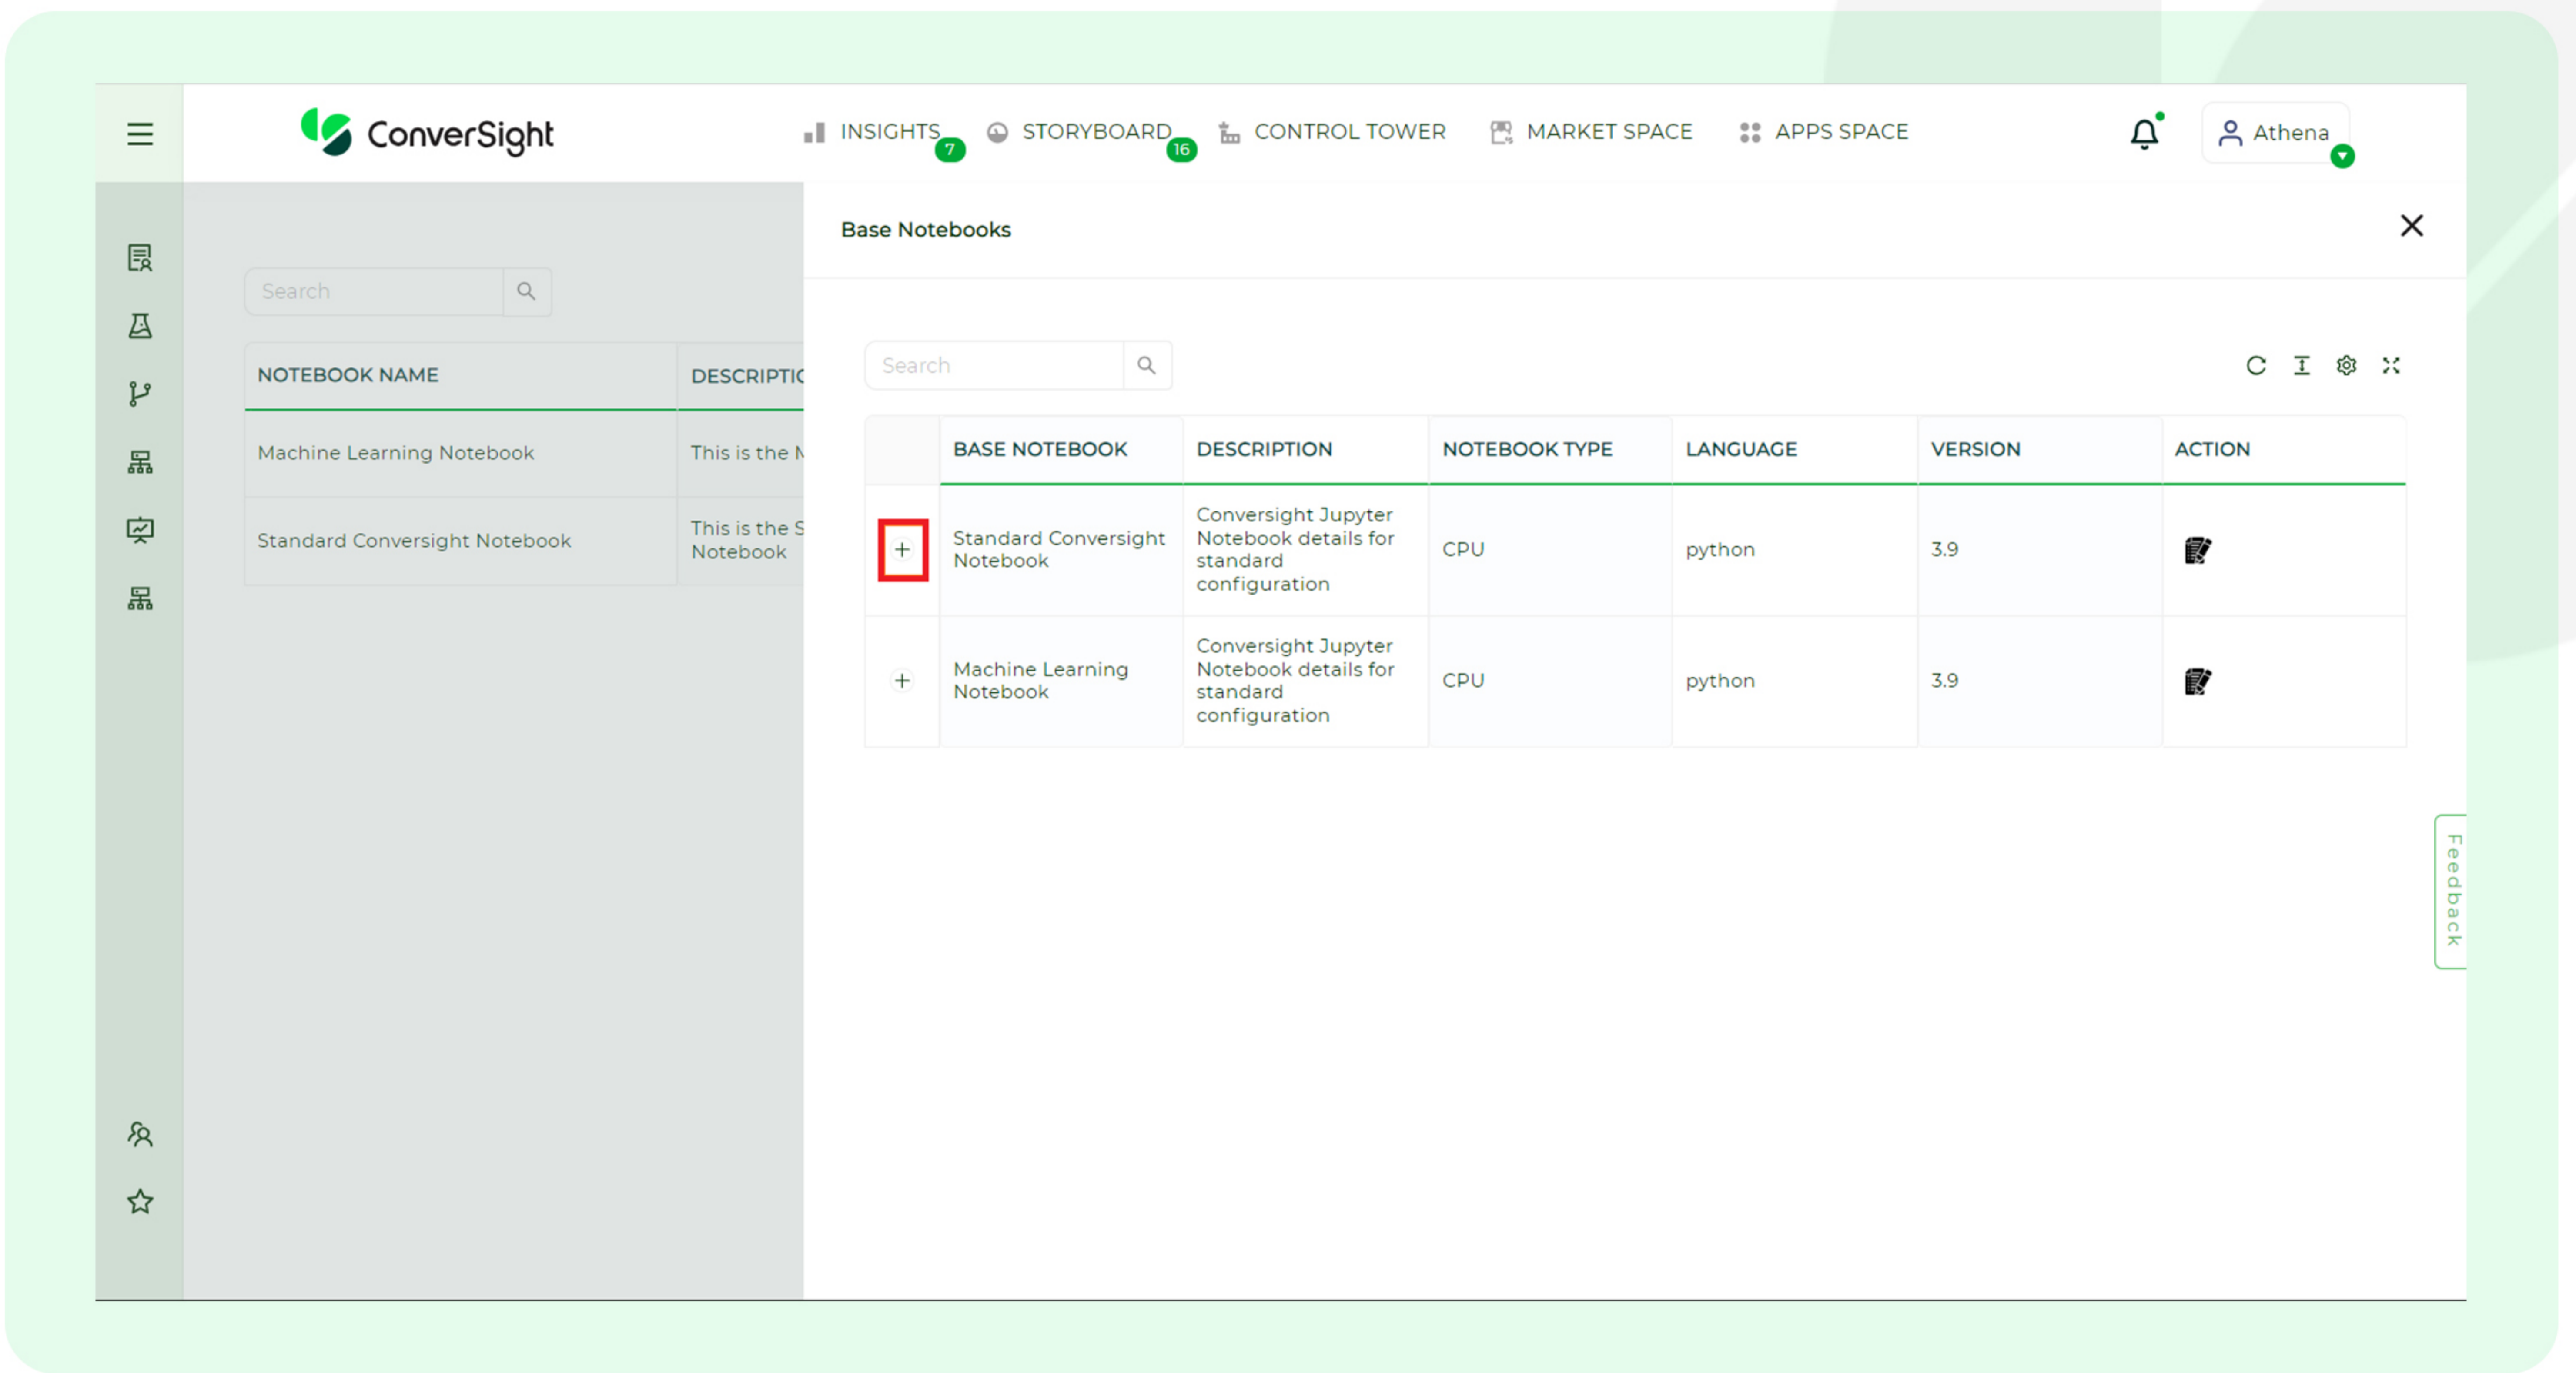 ConverSight
INSIGHTS 7
STORYBOARD 16
CONTROL TOWER
MARKET SPACE
APPS SPACE
Athena
Search
NOTEBOOK NAME
DESCRIPTIO
Machine Learning Notebook
This is the M
Standard Conversight Notebook
This is the S
Notebook
Base Notebooks
Search
BASE NOTEBOOK
DESCRIPTION
NOTEBOOK TYPE
LANGUAGE
VERSION
ACTION
Standard Conversight
Notebook
Conversight Jupyter
Notebook details for
standard
configuration
CPU
python
3.9
Machine Learning
Notebook
Conversight Jupyter
Notebook details for
standard
configuration
CPU
python
3.9
Feedback